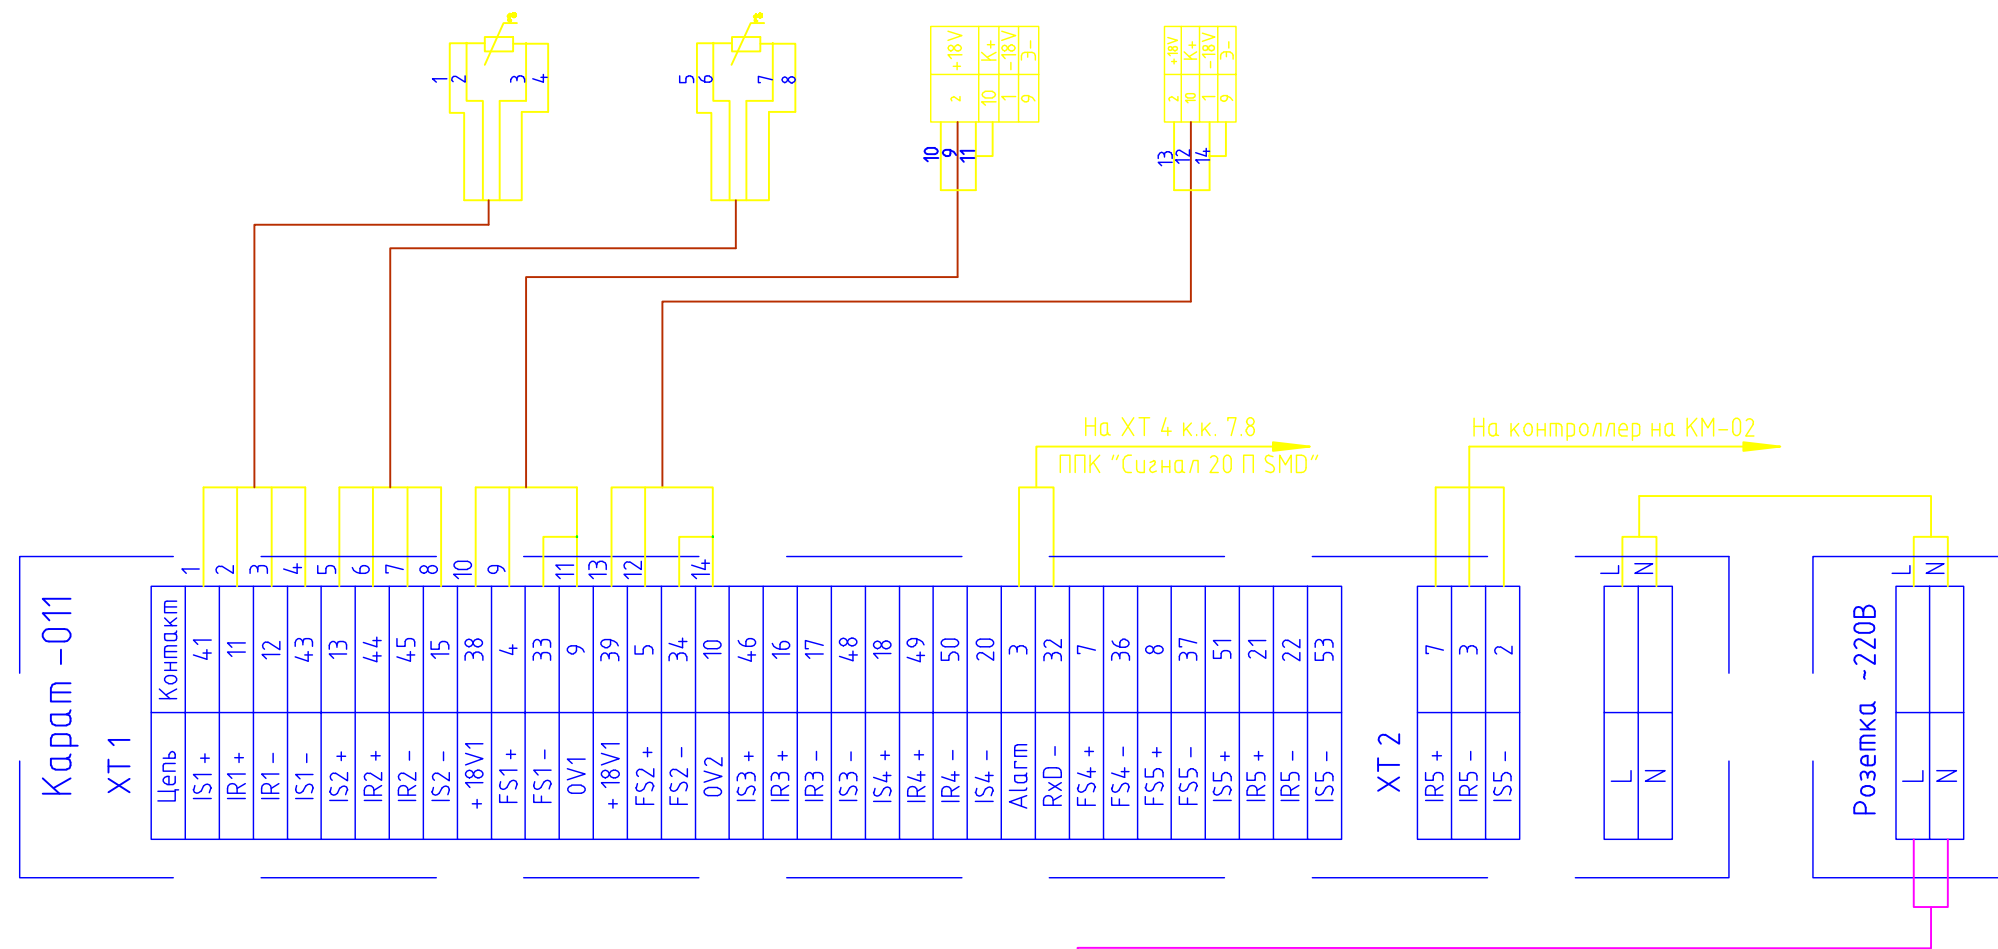 1 2 3 4
5 6 7 8
+18V К+ -18V Э-
2 10 1 9
10 9 11
+18V К+ -18V Э-
2 10 1 9
13 12 14
На ХТ 4 к.к. 7.8
ППК "Сигнал 20 П SMD"
На контроллер на КМ-02
1 2 3 4 5 6 7 8 10 9 11 13 12 14
L N
L N
Карат -011
ХТ 1
Контакт 41 11 12 43 13 44 45 15 38 4 33 9 39 5 34 10 46 16 17 48 18 49 50 20 3 32 7 36 8 37 51 21 22 53
Цепь IS1 + IR1 + IR1 - IS1 - IS2 + IR2 + IR2 - IS2 - +18V1 FS1 + FS1 - 0V1 +18V1 FS2 + FS2 - 0V2 IS3 + IR3 + IR3 - IS3 - IS4 + IR4 + IR4 - IS4 - Alarm RxD - FS4 + FS4 - FS5 + FS5 - IS5 + IR5 + IR5 - IS5 -
ХТ 2
7 3 2
IR5 + IR5 - IS5 -
L N
Розетка ~220В
L N